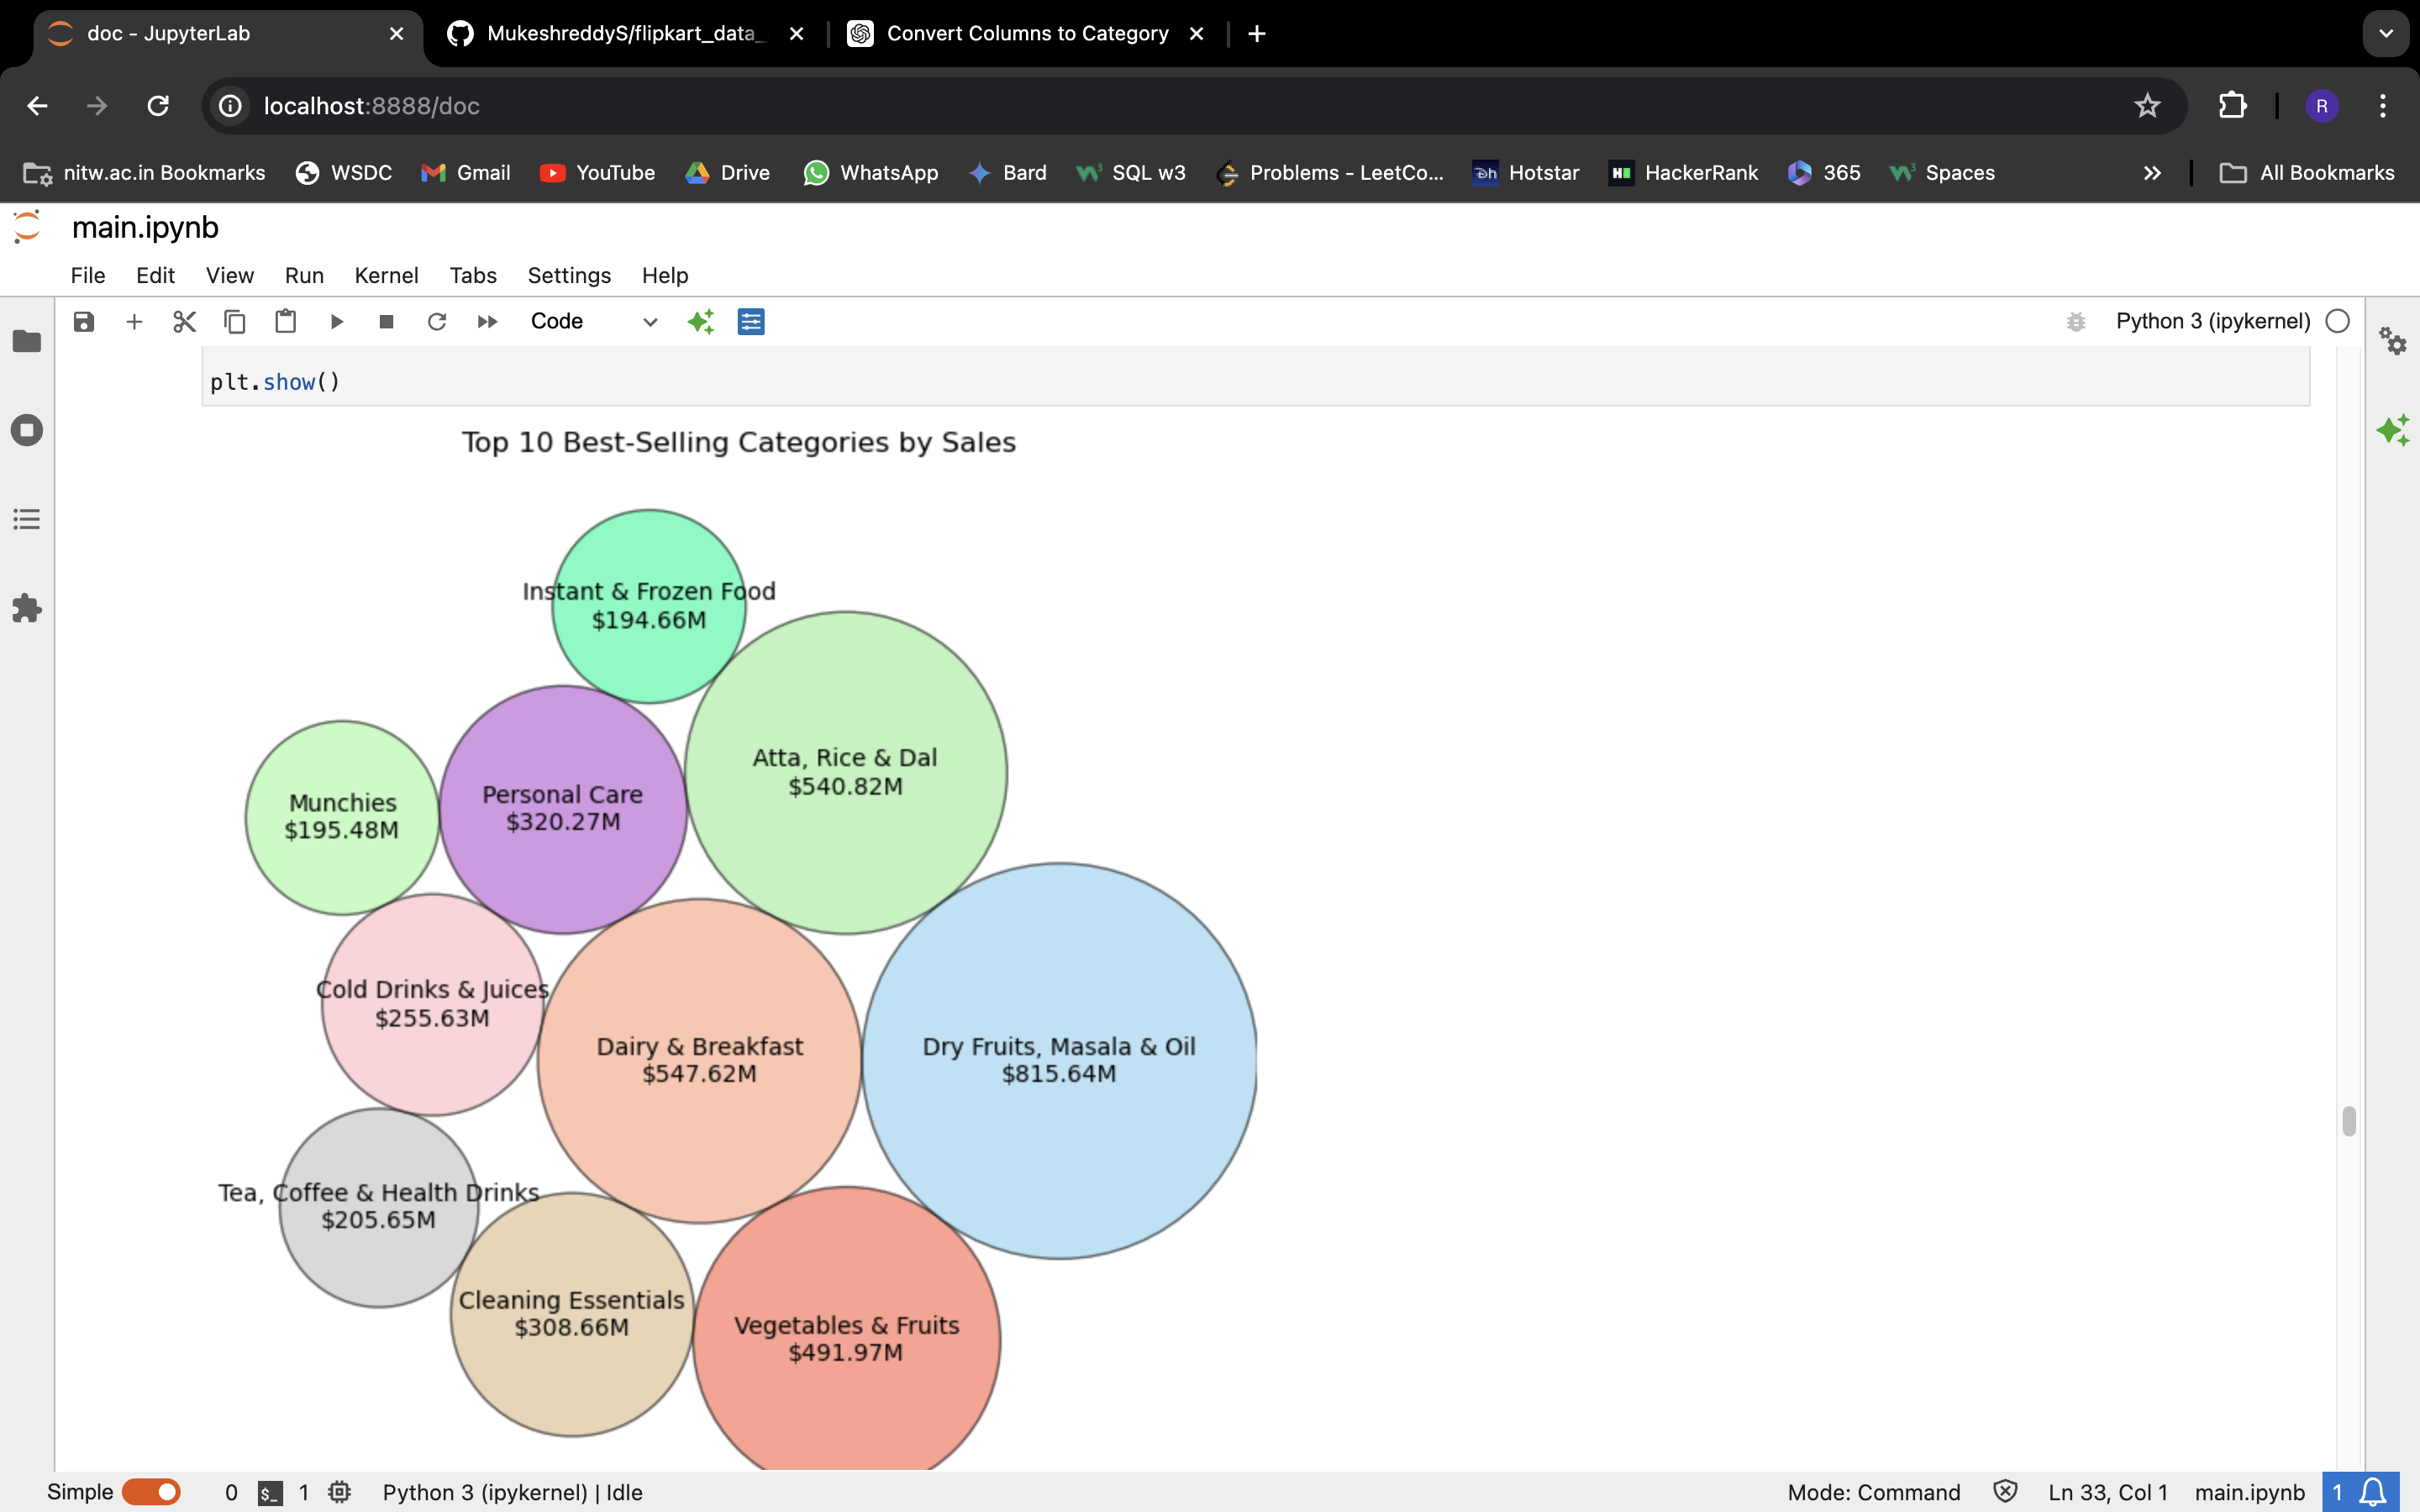 doc - JupyterLab
MukeshreddyS/flipkart_data_
Convert Columns to Category
localhost:8888/doc
R
nitw.ac.in Bookmarks
WSDC
Gmail
YouTube
Drive
WhatsApp
Bard
SQL w3
Problems - LeetCo...
Hotstar
HackerRank
365
Spaces
All Bookmarks
main.ipynb
File Edit View Run Kernel Tabs Settings Help
Code
Python 3 (ipykernel)
plt.show()
Top 10 Best-Selling Categories by Sales
Instant & Frozen Food
$194.66M
Atta, Rice & Dal
$540.82M
Personal Care
$320.27M
Munchies
$195.48M
Cold Drinks & Juices
$255.63M
Dairy & Breakfast
$547.62M
Dry Fruits, Masala & Oil
$815.64M
Tea, Coffee & Health Drinks
$205.65M
Cleaning Essentials
$308.66M
Vegetables & Fruits
$491.97M
Simple 0 $_ 1 Python 3 (ipykernel) | Idle
Mode: Command Ln 33, Col 1 main.ipynb 1